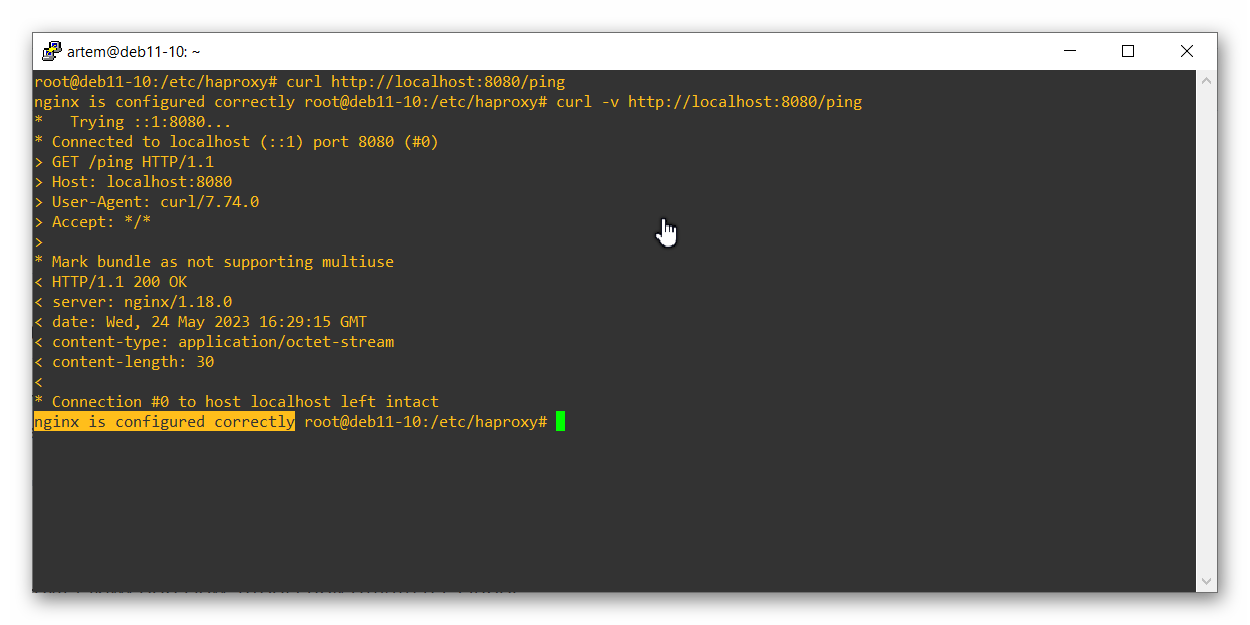 artem@deb11-10: ~
root@deb11-10:/etc/haproxy# curl http://localhost:8080/ping
nginx is configured correctly root@deb11-10:/etc/haproxy# curl -v http://localhost:8080/ping
*   Trying ::1:8080...
* Connected to localhost (::1) port 8080 (#0)
> GET /ping HTTP/1.1
> Host: localhost:8080
> User-Agent: curl/7.74.0
> Accept: */*
>
* Mark bundle as not supporting multiuse
< HTTP/1.1 200 OK
< server: nginx/1.18.0
< date: Wed, 24 May 2023 16:29:15 GMT
< content-type: application/octet-stream
< content-length: 30
<
* Connection #0 to host localhost left intact
nginx is configured correctly root@deb11-10:/etc/haproxy#